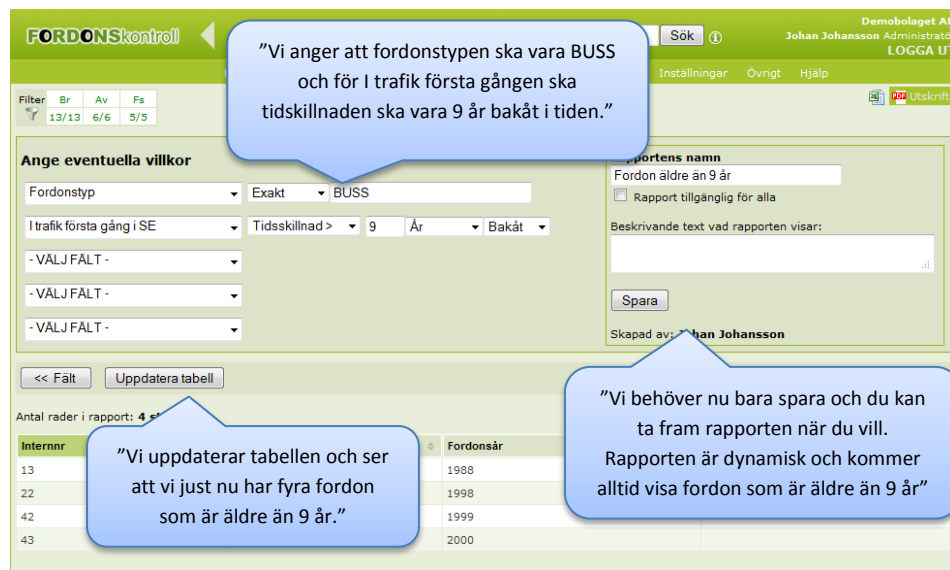 FORDONSkontroll
Sök
Demobolaget
Johan Johansson
LOGGA
Inställningar Övrigt Hjälp
Filter Br Av Fs
13/13 6/6 5/5
PDF Utskrift
"Vi anger att fordonstypen ska vara BUSS
och för I trafik första gången ska
tidskillnaden ska vara 9 år bakåt i tiden."
Ange eventuella villkor
Fordonstyp Exakt BUSS
I trafik första gång i SE Tidsskillnad > 9 År Bakåt
- VÄLJ FÄLT -
- VÄLJ FÄLT -
- VÄLJ FÄLT -
namn
Fordon äldre än 9 år
Rapport tillgänglig för alla
Beskrivande text vad rapporten visar:
Spara
Skapad av: Johan Johansson
<< Fält Uppdatera tabell
Antal rader i rapport: 4
"Vi uppdaterar tabellen och ser
att vi just nu har fyra fordon
som är äldre än 9 år."
"Vi behöver nu bara spara och du kan
ta fram rapporten när du vill.
Rapporten är dynamisk och kommer
alltid visa fordon som är äldre än 9 år"
Internnr Fordonsår
13 1988
22 1998
42 1999
43 2000